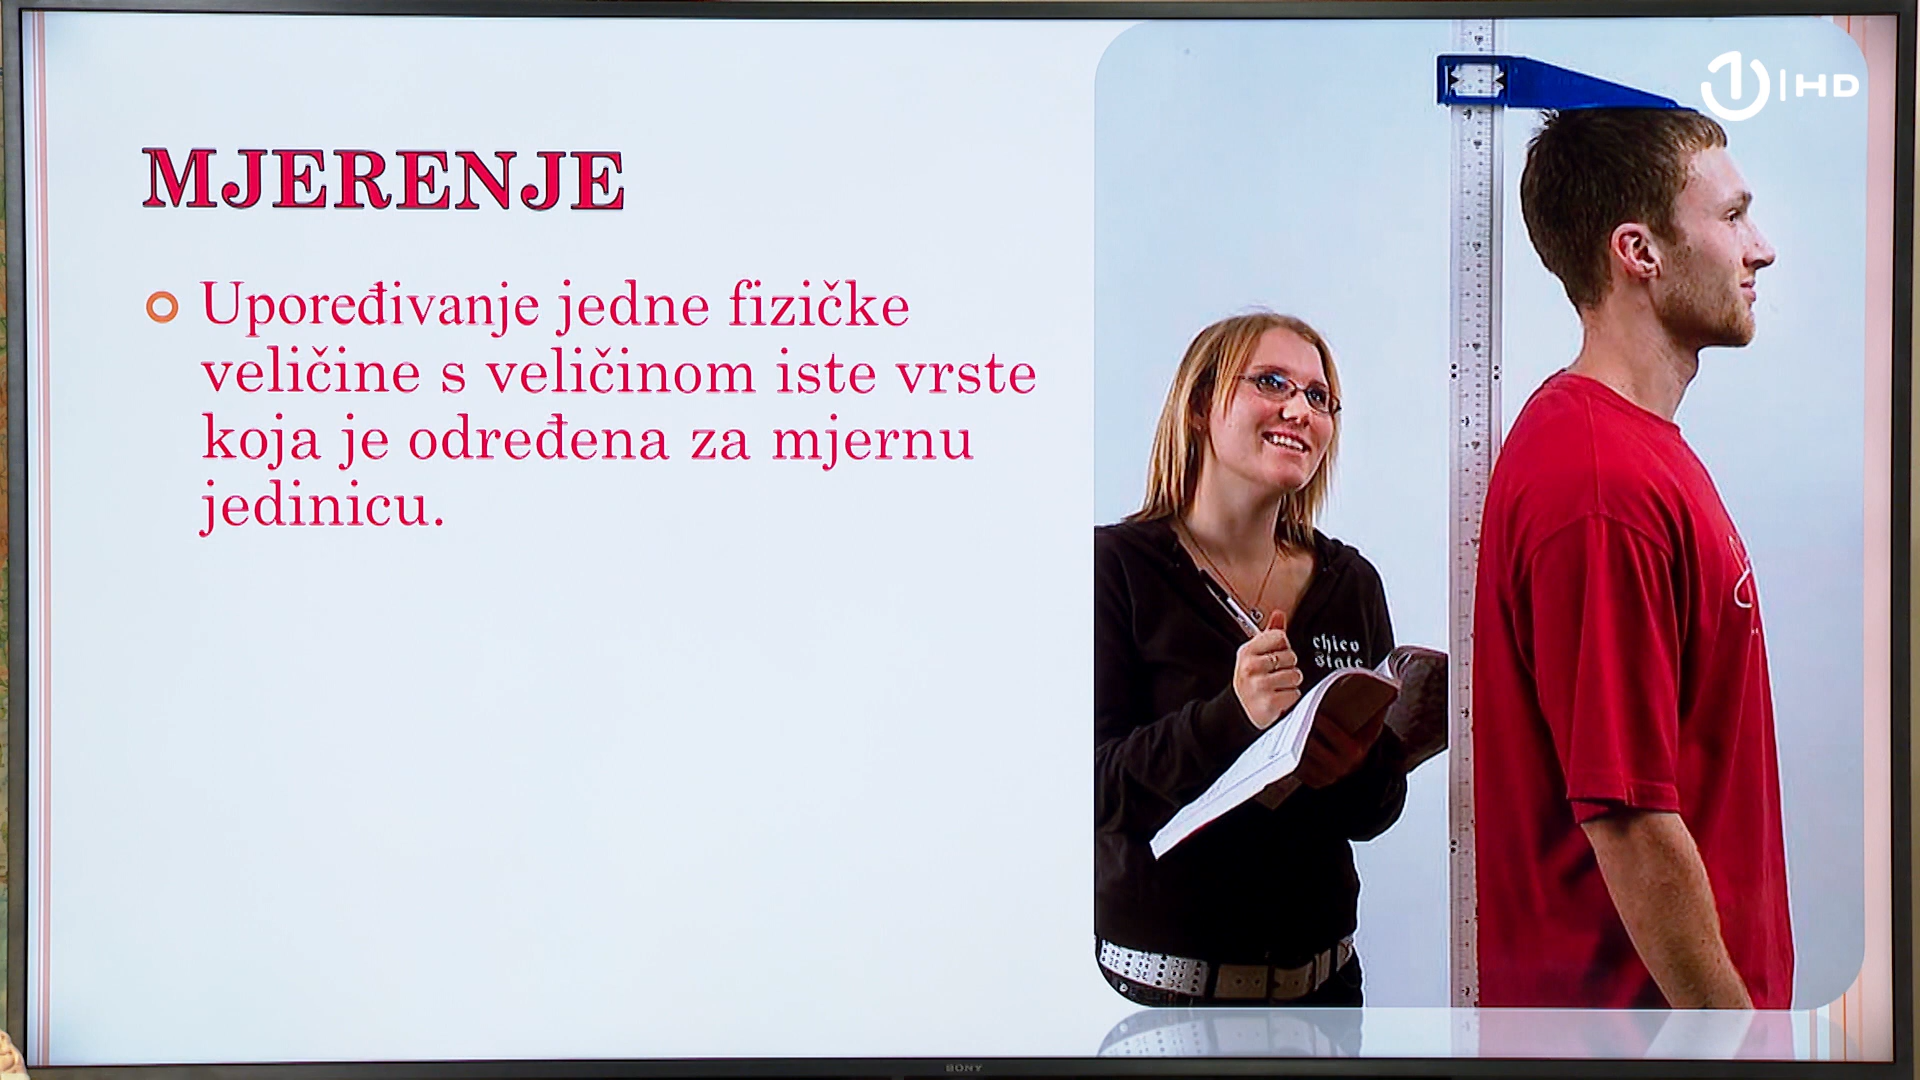 MJERENJE
Upoređivanje jedne fizičke
veličine s veličinom iste vrste
koja je određena za mjernu
jedinicu.
1 HD
chico
state
SONY